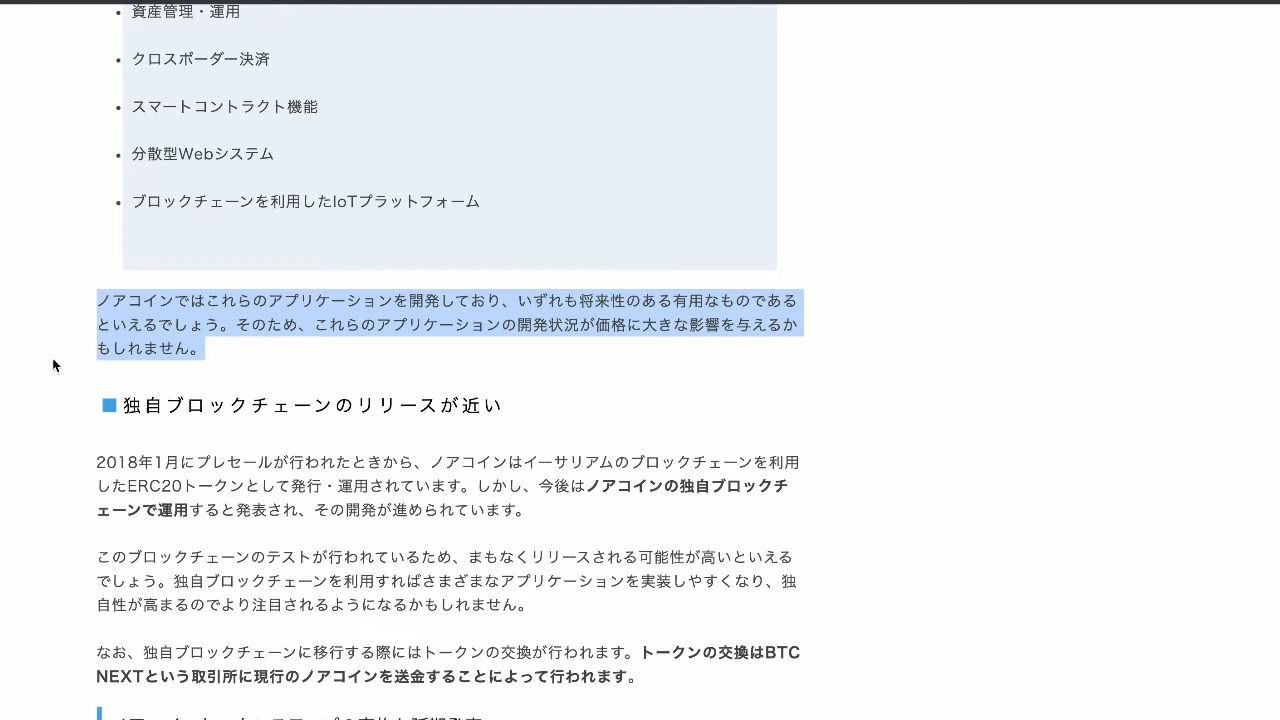 ・資産管理・運用
・クロスボーダー決済
・スマートコントラクト機能
・分散型Webシステム
・ブロックチェーンを利用したIoTプラットフォーム
ノアコインではこれらのアプリケーションを開発しており、いずれも将来性のある有用なものである
といえるでしょう。そのため、これらのアプリケーションの開発状況が価格に大きな影響を与えるか
もしれません。
■独自ブロックチェーンのリリースが近い
2018年1月にプレセールが行われたときから、ノアコインはイーサリアムのブロックチェーンを利用
したERC20トークンとして発行・運用されています。しかし、今後はノアコインの独自ブロックチ
ェーンで運用すると発表され、その開発が進められています。
このブロックチェーンのテストが行われているため、まもなくリリースされる可能性が高いといえる
でしょう。独自ブロックチェーンを利用すればさまざまなアプリケーションを実装しやすくなり、独
自性が高まるのでより注目されるようになるかもしれません。
なお、独自ブロックチェーンに移行する際にはトークンの交換が行われます。トークンの交換はBTC
NEXTという取引所に現行のノアコインを送金することによって行われます。